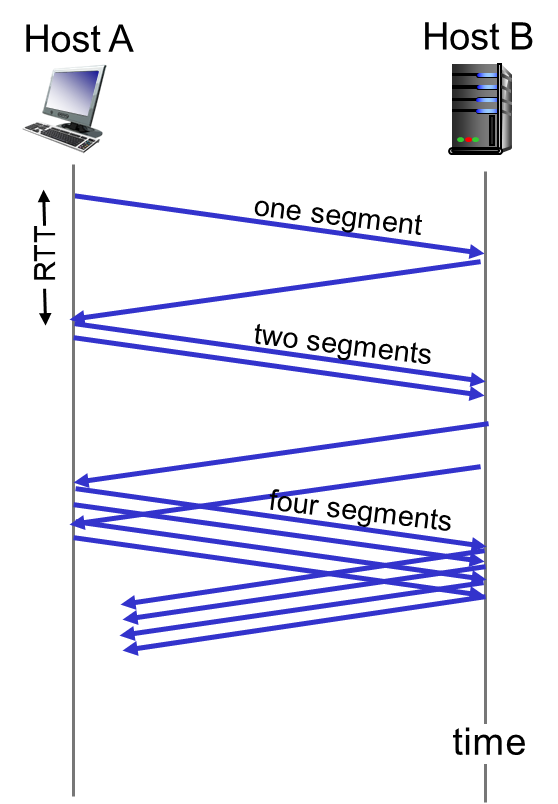 Host A
Host B
one segment
RTT
two segments
four segments
time